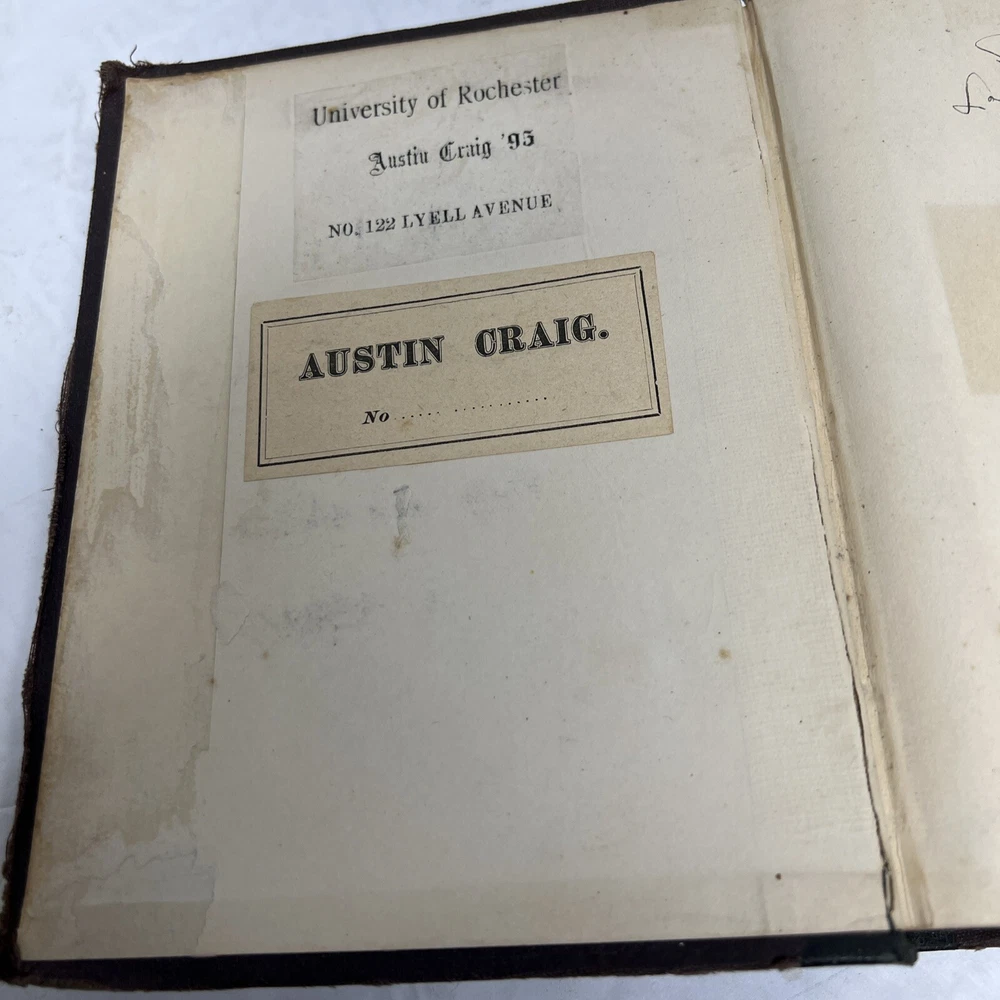 University of Rochester
Austin Craig '95
NO. 122 LYELL AVENUE
AUSTIN CRAIG.
No ................